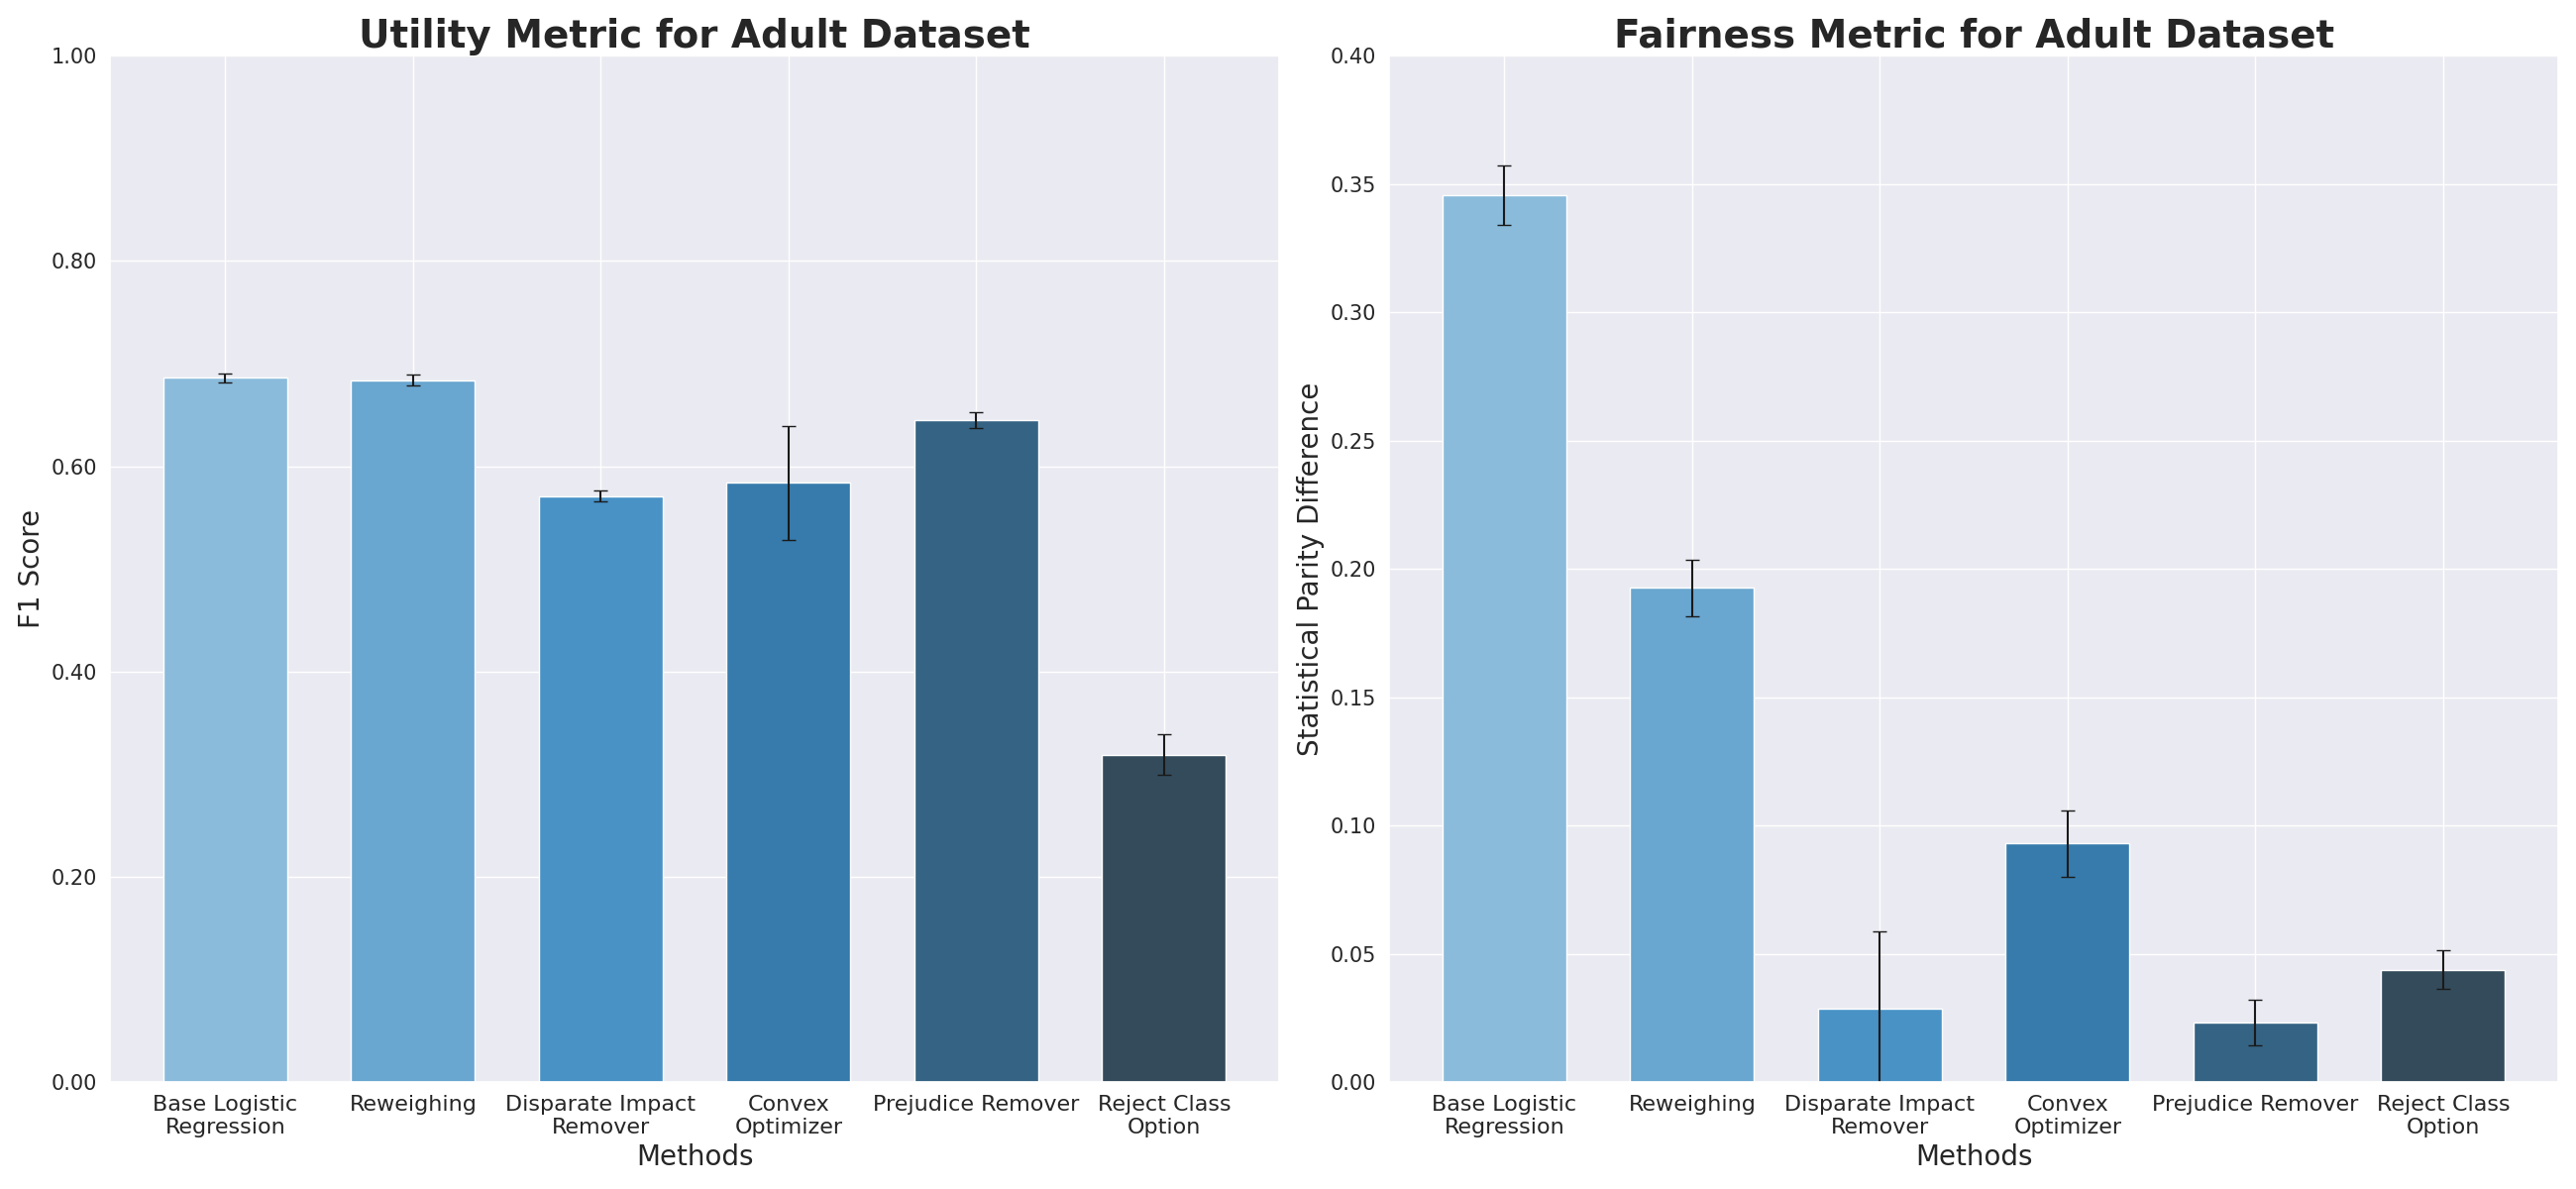 Utility Metric for Adult Dataset
F1 Score
1.00
0.80
0.60
0.40
0.20
0.00
Base Logistic
Regression
Reweighing
Disparate Impact
Remover
Convex
Optimizer
Prejudice Remover
Reject Class
Option
Methods
Fairness Metric for Adult Dataset
Statistical Parity Difference
0.40
0.35
0.30
0.25
0.20
0.15
0.10
0.05
0.00
Base Logistic
Regression
Reweighing
Disparate Impact
Remover
Convex
Optimizer
Prejudice Remover
Reject Class
Option
Methods